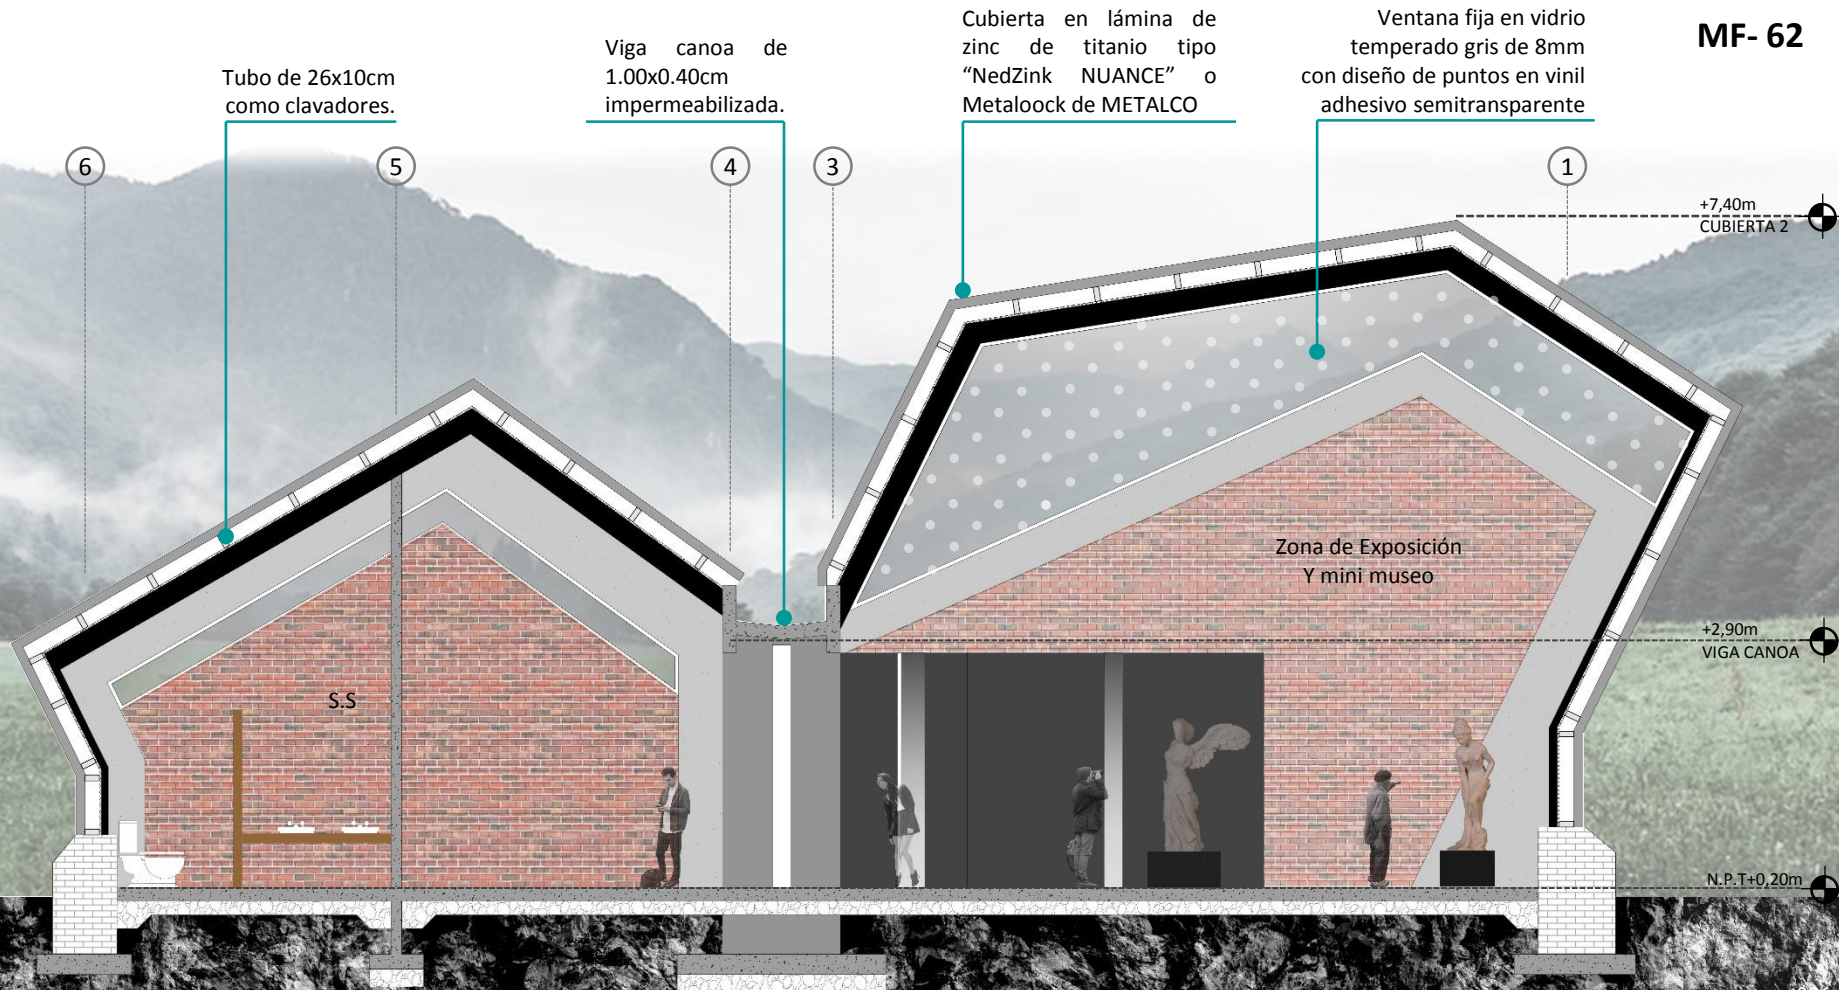 MF- 62
Tubo de 26x10cm
como clavadores.
Viga canoa de
1.00x0.40cm
impermeabilizada.
Cubierta en lámina de
zinc de titanio tipo
“NedZink NUANCE” o
Metaloock de METALCO
Ventana fija en vidrio
temperado gris de 8mm
con diseño de puntos en vinil
adhesivo semitransparente
6
5
4
3
1
+7,40m
CUBIERTA 2
Zona de Exposición
Y mini museo
+2,90m
VIGA CANOA
S.S
N.P.T+0,20m